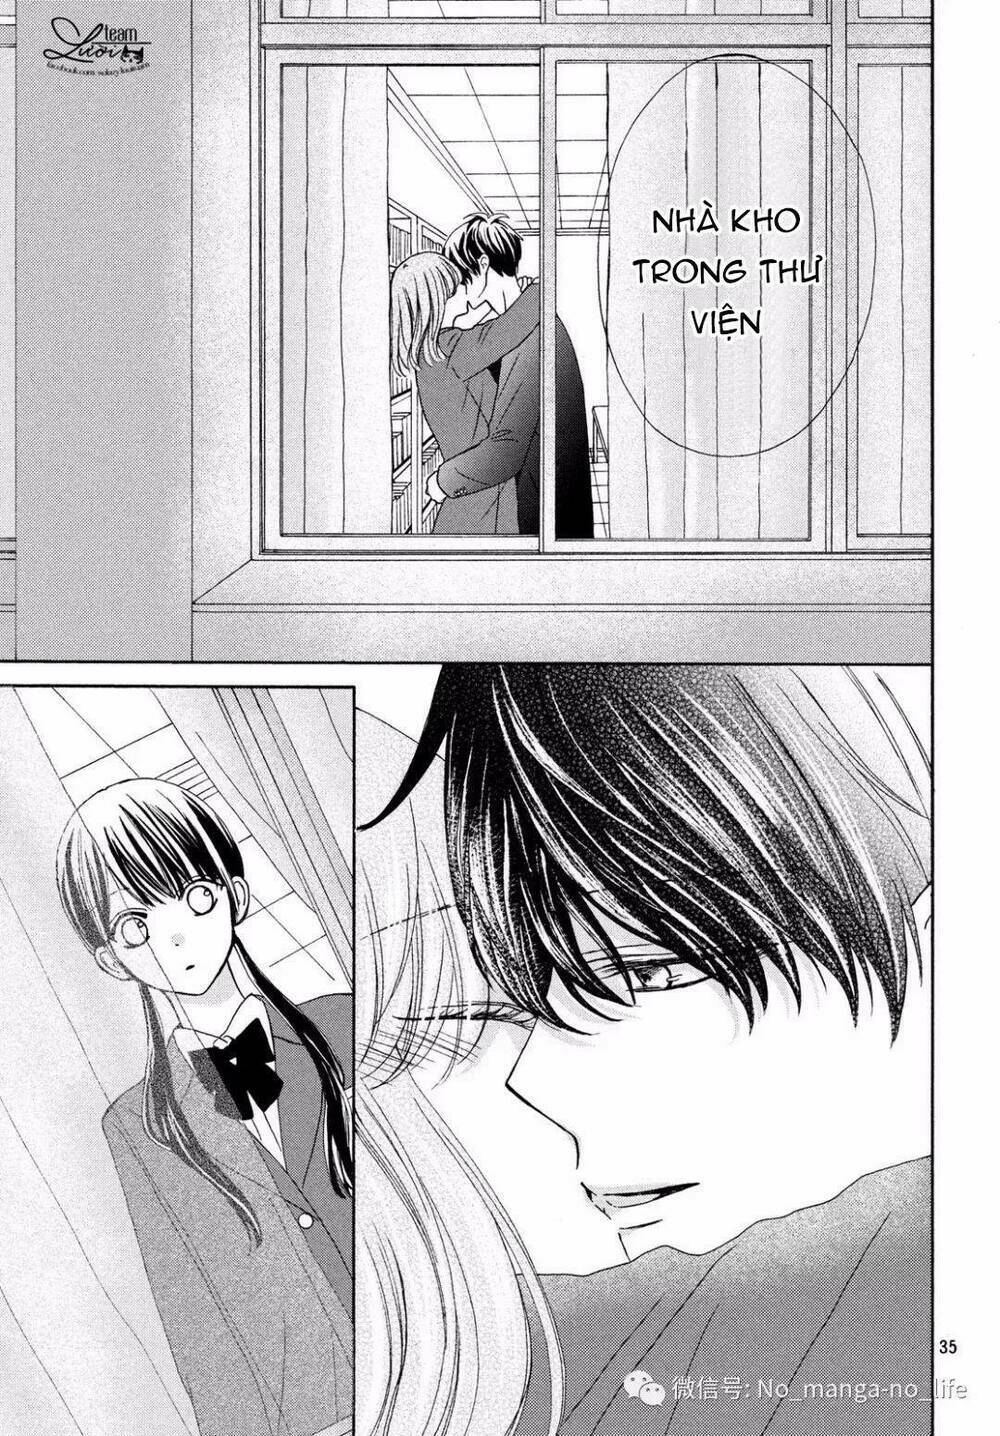 team
Lười
NHÀ KHO
TRONG THƯ
VIỆN
35
微信号: No_manga-no_life